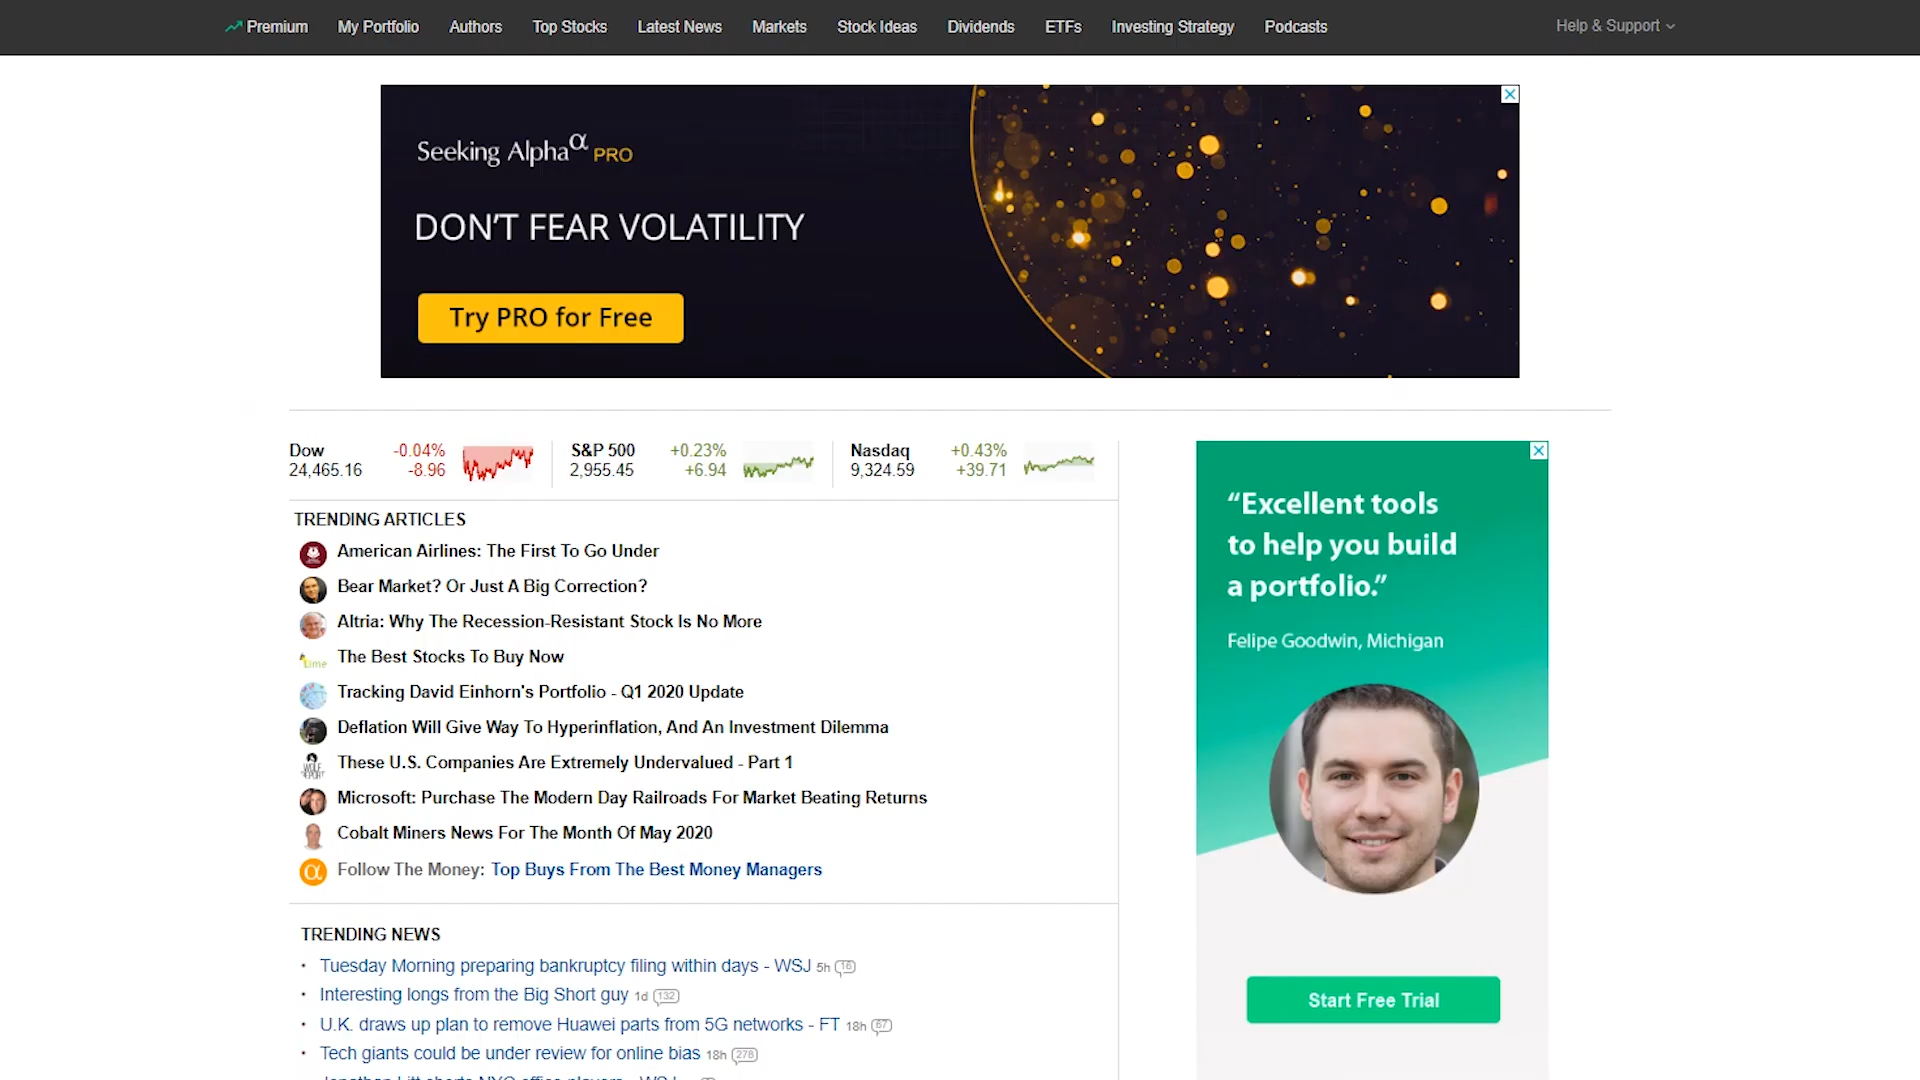 Premium My Portfolio Authors Top Stocks Latest News Markets Stock Ideas Dividends ETFs Investing Strategy Podcasts Help & Support
Seeking Alpha α PRO
DON'T FEAR VOLATILITY
Try PRO for Free
Dow -0.04% S&P 500 +0.23% Nasdaq +0.43%
24,465.16 -8.96 2,955.45 +6.94 9,324.59 +39.71
TRENDING ARTICLES
American Airlines: The First To Go Under
Bear Market? Or Just A Big Correction?
Altria: Why The Recession-Resistant Stock Is No More
The Best Stocks To Buy Now
Tracking David Einhorn's Portfolio - Q1 2020 Update
Deflation Will Give Way To Hyperinflation, And An Investment Dilemma
These U.S. Companies Are Extremely Undervalued - Part 1
Microsoft: Purchase The Modern Day Railroads For Market Beating Returns
Cobalt Miners News For The Month Of May 2020
Follow The Money: Top Buys From The Best Money Managers
TRENDING NEWS
Tuesday Morning preparing bankruptcy filing within days - WSJ 5h 16
Interesting longs from the Big Short guy 1d 132
U.K. draws up plan to remove Huawei parts from 5G networks - FT 18h 67
Tech giants could be under review for online bias 18h 278
“Excellent tools
to help you build
a portfolio.”
Felipe Goodwin, Michigan
Start Free Trial